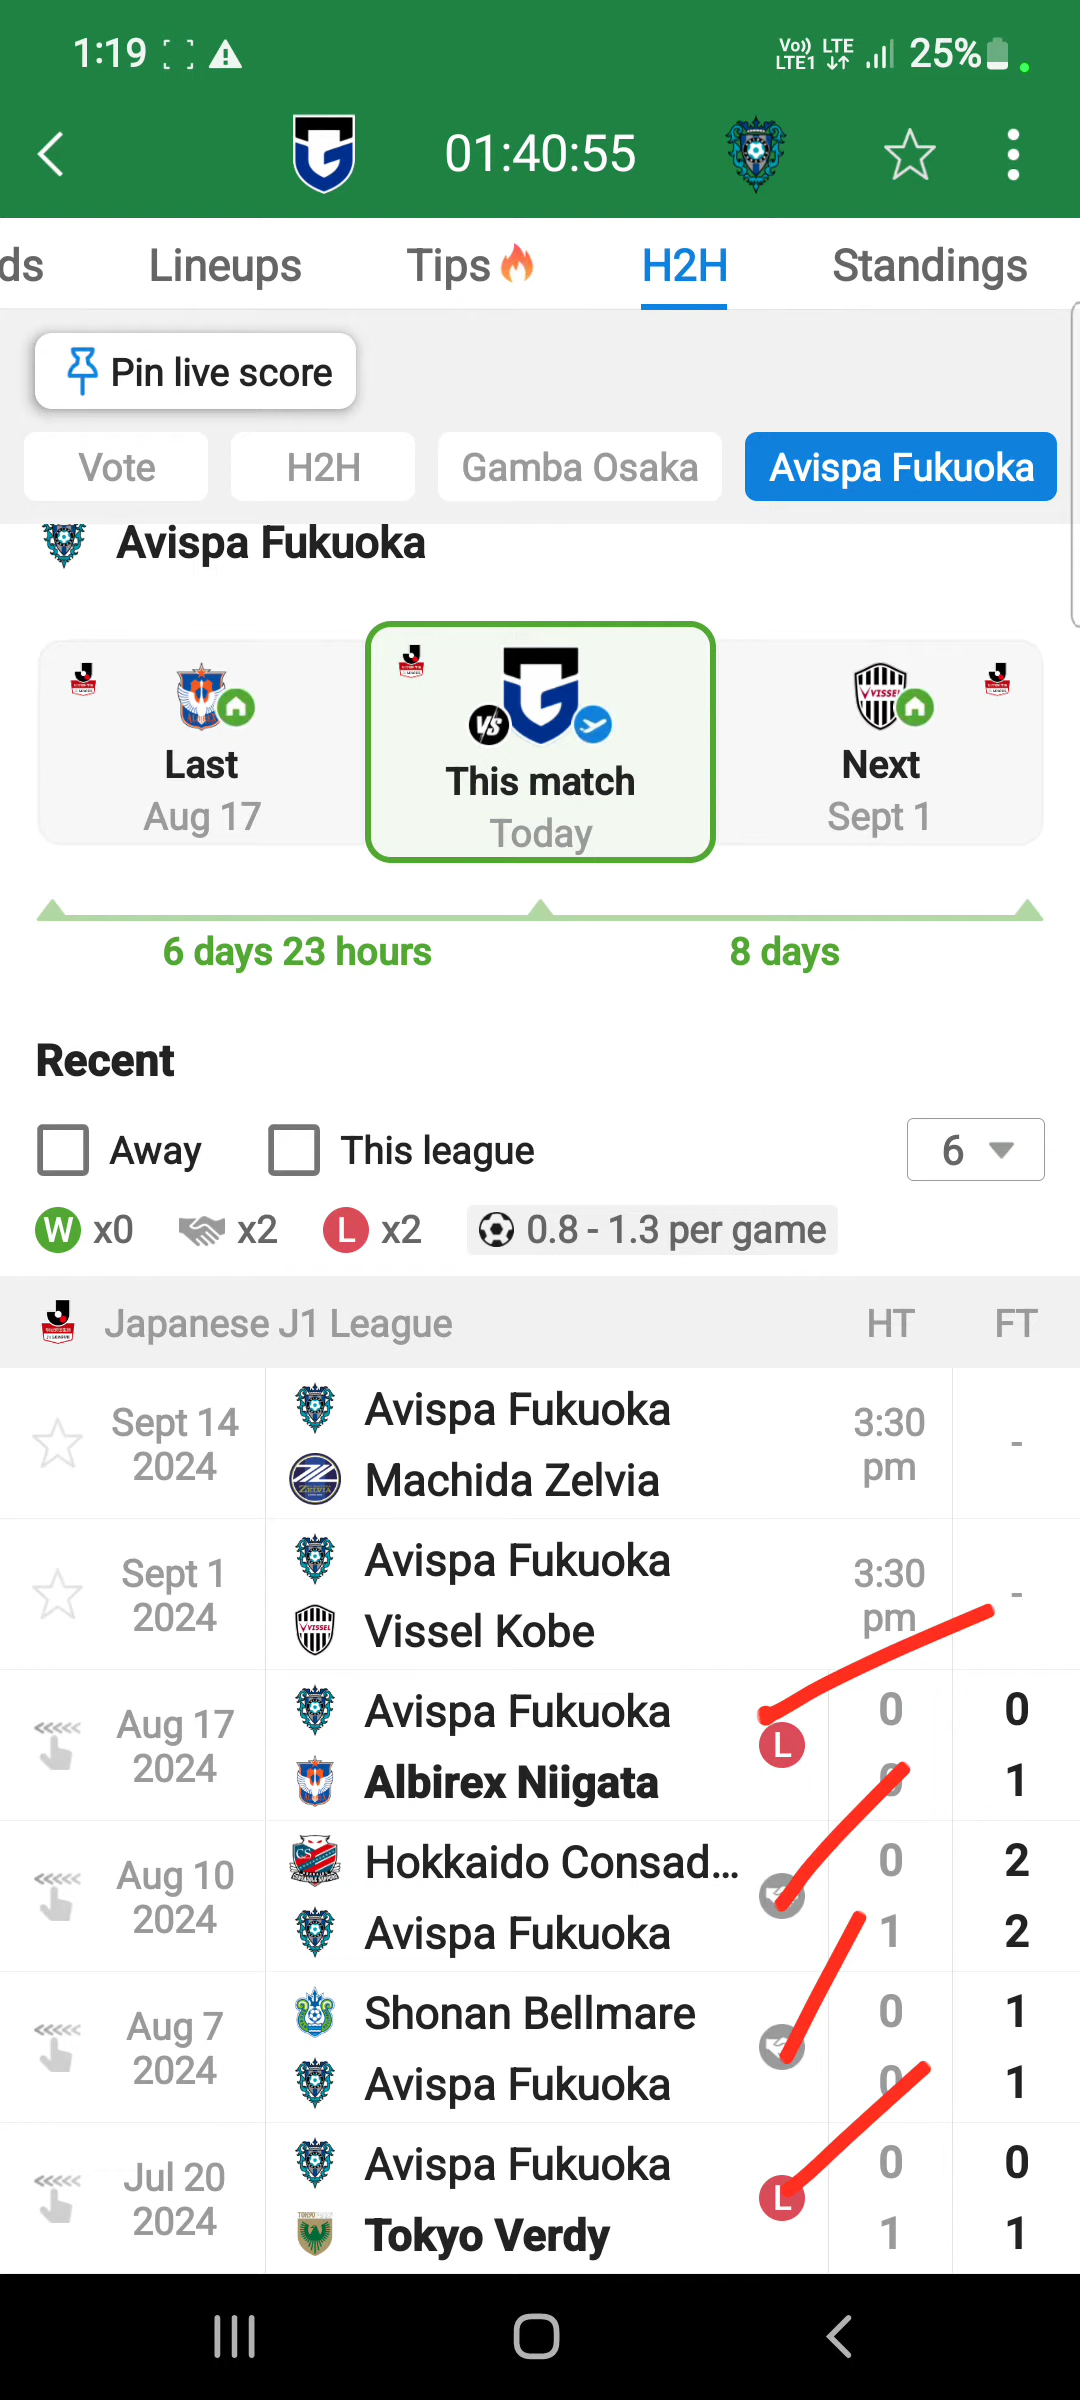 1:19 Vo)) LTE LTE1 25%
01:40:55
ds Lineups Tips H2H Standings
Pin live score
Vote H2H Gamba Osaka Avispa Fukuoka
Avispa Fukuoka
VS VISSEL
Last This match Next
Aug 17 Today Sept 1
6 days 23 hours 8 days
Recent
Away This league 6
W x0 x2 L x2 0.8 - 1.3 per game
Japanese J1 League HT FT
Sept 14 2024 Avispa Fukuoka 3:30 pm -
Machida Zelvia
Sept 1 2024 Avispa Fukuoka 3:30 pm -
Vissel Kobe
Aug 17 2024 Avispa Fukuoka 0 0
L
Albirex Niigata 0 1
Aug 10 2024 Hokkaido Consad... 0 2
Avispa Fukuoka 1 2
Aug 7 2024 Shonan Bellmare 0 1
Avispa Fukuoka 0 1
Jul 20 2024 Avispa Fukuoka 0 0
L
Tokyo Verdy 1 1